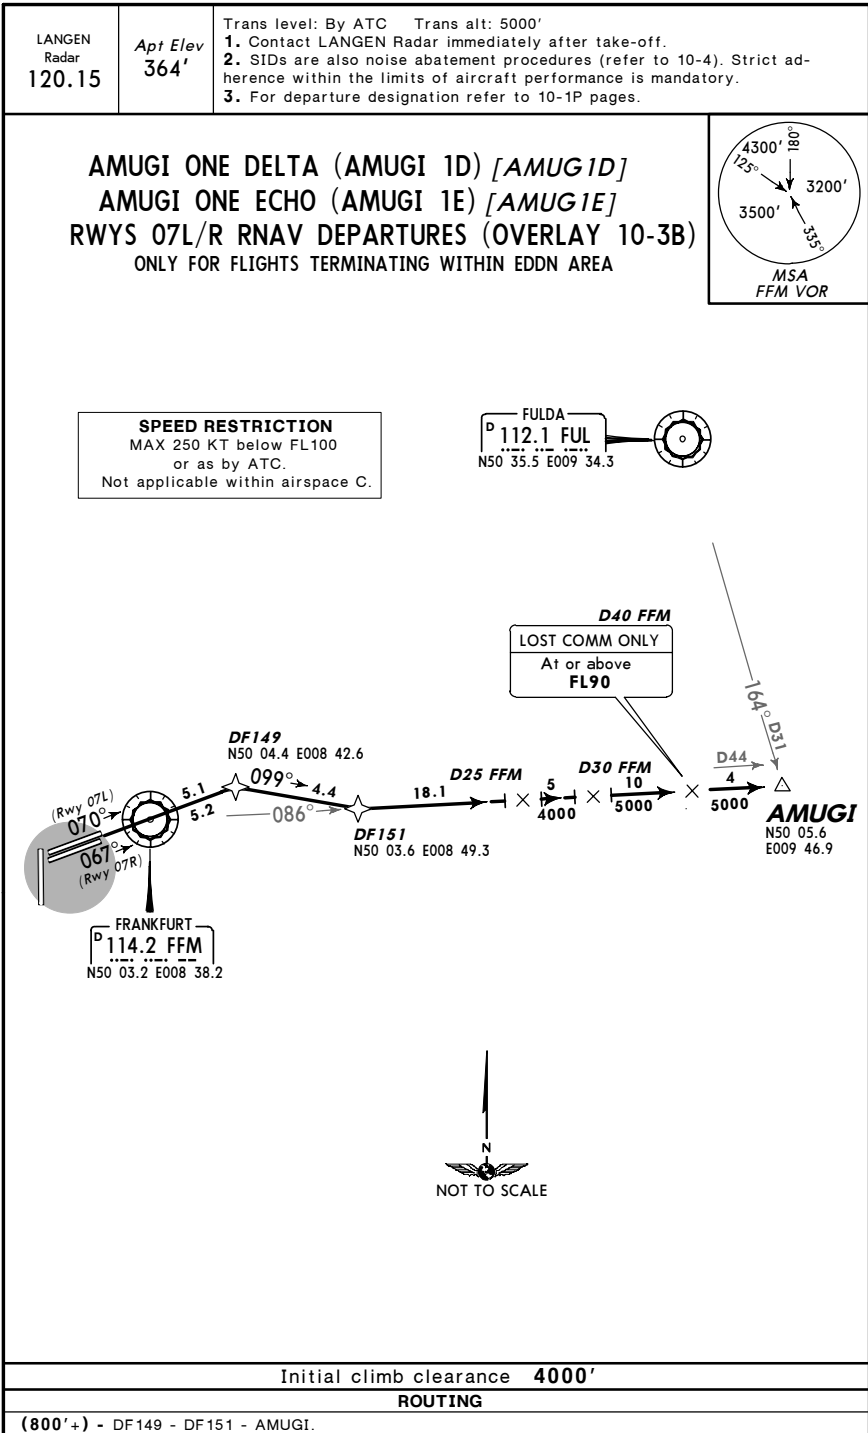 LANGEN
Radar
120.15
Apt Elev
364'
Trans level: By ATC Trans alt: 5000'
1. Contact LANGEN Radar immediately after take-off.
2. SIDs are also noise abatement procedures (refer to 10-4). Strict ad-
herence within the limits of aircraft performance is mandatory.
3. For departure designation refer to 10-1P pages.
AMUGI ONE DELTA (AMUGI 1D) [AMUG1D]
AMUGI ONE ECHO (AMUGI 1E) [AMUG1E]
RWYS 07L/R RNAV DEPARTURES (OVERLAY 10-3B)
ONLY FOR FLIGHTS TERMINATING WITHIN EDDN AREA
4300'
180°
125°
3200'
3500'
335°
MSA
FFM VOR
SPEED RESTRICTION
MAX 250 KT below FL100
or as by ATC.
Not applicable within airspace C.
FULDA
D 112.1 FUL
N50 35.5 E009 34.3
D40 FFM
LOST COMM ONLY
At or above
FL90
164° D31
D44
DF149
N50 04.4 E008 42.6
099°
4.4
5.1
5.2
086°
18.1
D25 FFM
5
4000
D30 FFM
10
5000
4
5000
AMUGI
N50 05.6
E009 46.9
DF151
N50 03.6 E008 49.3
(Rwy 07L)
070°
067°
(Rwy 07R)
FRANKFURT
D 114.2 FFM
N50 03.2 E008 38.2
N
NOT TO SCALE
Initial climb clearance 4000'
ROUTING
(800'+) - DF149 - DF151 - AMUGI.